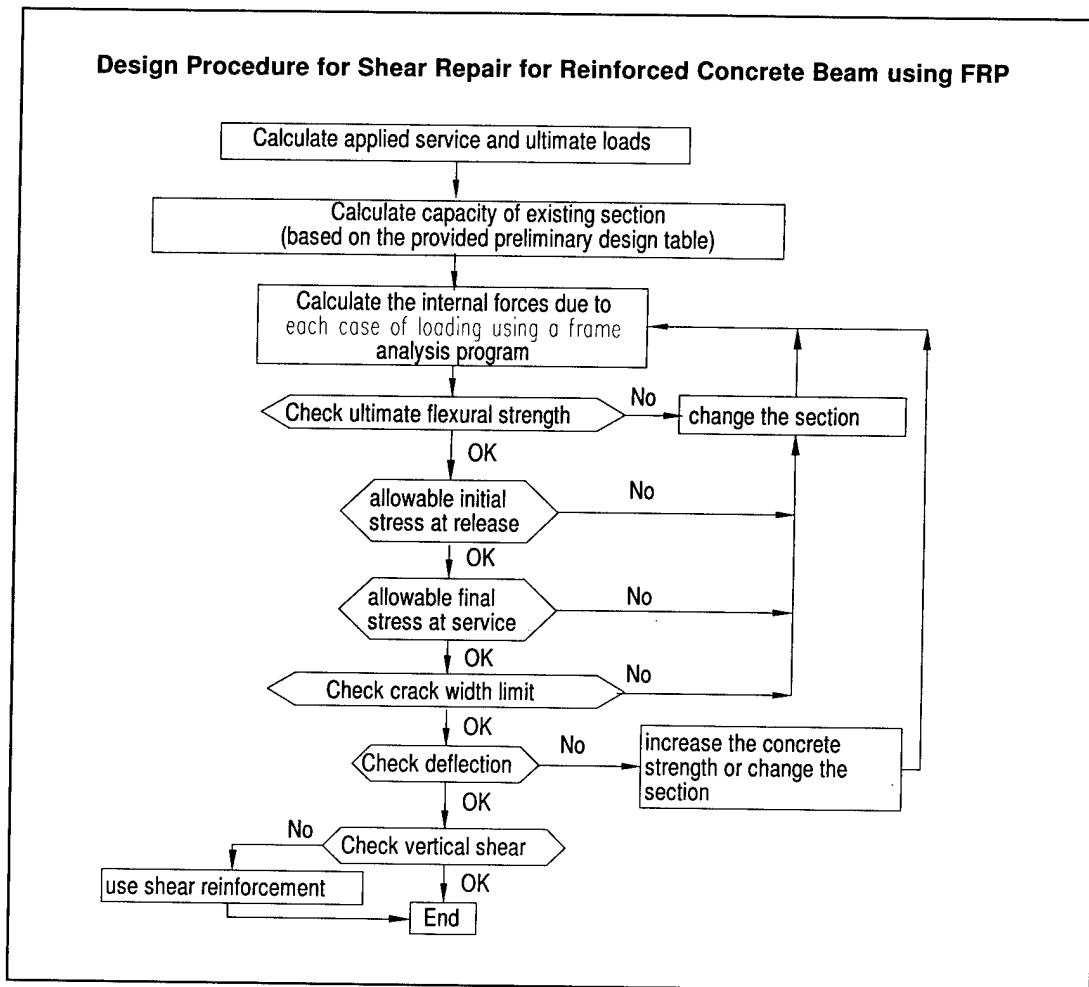 Design Procedure for Shear Repair for Reinforced Concrete Beam using FRP
Calculate applied service and ultimate loads
Calculate capacity of existing section
(based on the provided preliminary design table)
Calculate the internal forces due to
each case of loading using a frame
analysis program
Check ultimate flexural strength
No
change the section
OK
allowable initial
stress at release
No
OK
allowable final
stress at service
No
OK
Check crack width limit
No
OK
Check deflection
No
increase the concrete
strength or change the
section
OK
No
Check vertical shear
use shear reinforcement
OK
End